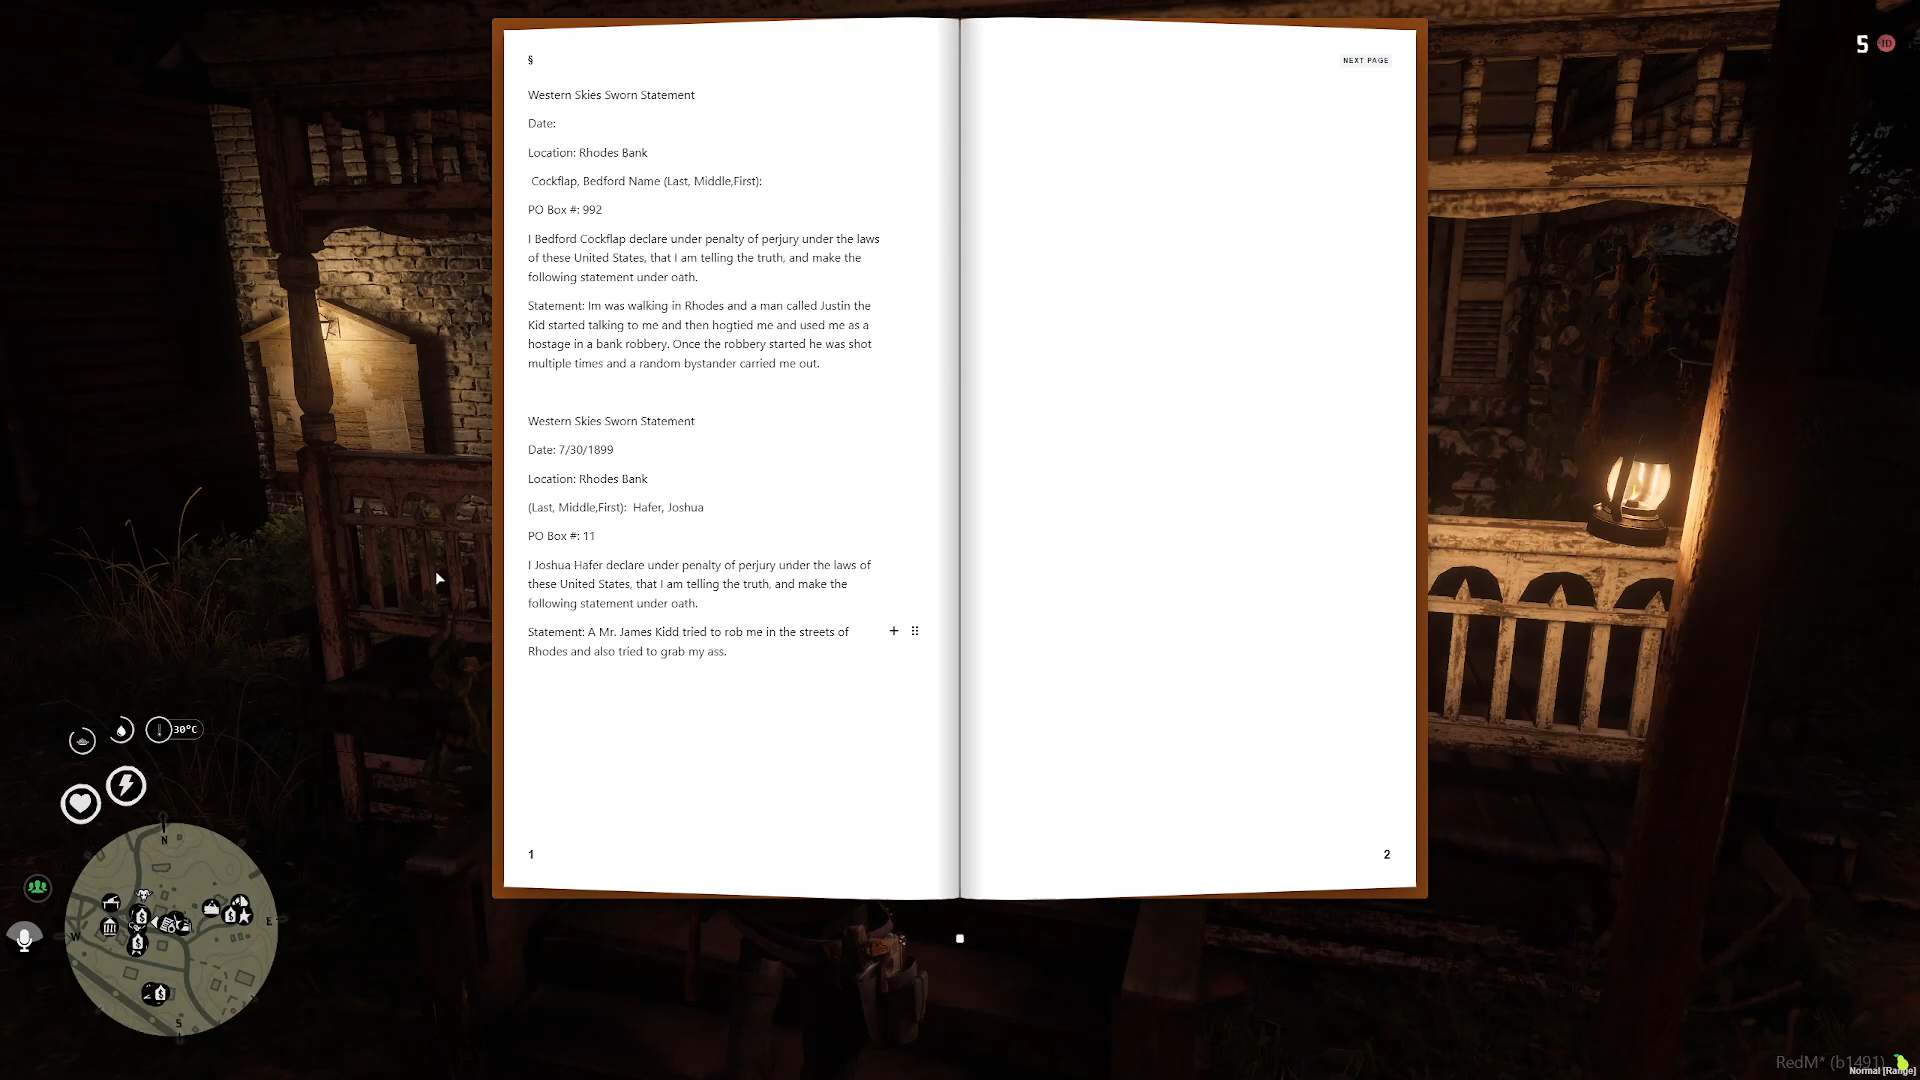 §
NEXT PAGE
Western Skies Sworn Statement
Date:
Location: Rhodes Bank
Cockflap, Bedford Name (Last, Middle,First):
PO Box #: 992
I Bedford Cockflap declare under penalty of perjury under the laws
of these United States, that I am telling the truth, and make the
following statement under oath.
Statement: Im was walking in Rhodes and a man called Justin the
Kid started talking to me and then hogtied me and used me as a
hostage in a bank robbery. Once the robbery started he was shot
multiple times and a random bystander carried me out.
Western Skies Sworn Statement
Date: 7/30/1899
Location: Rhodes Bank
(Last, Middle,First):  Hafer, Joshua
PO Box #: 11
I Joshua Hafer declare under penalty of perjury under the laws of
these United States, that I am telling the truth, and make the
following statement under oath.
Statement: A Mr. James Kidd tried to rob me in the streets of
Rhodes and also tried to grab my ass.
1
2
5 ID
30°C
N
W
E
S
RedM* (b1491)
Normal [Range]